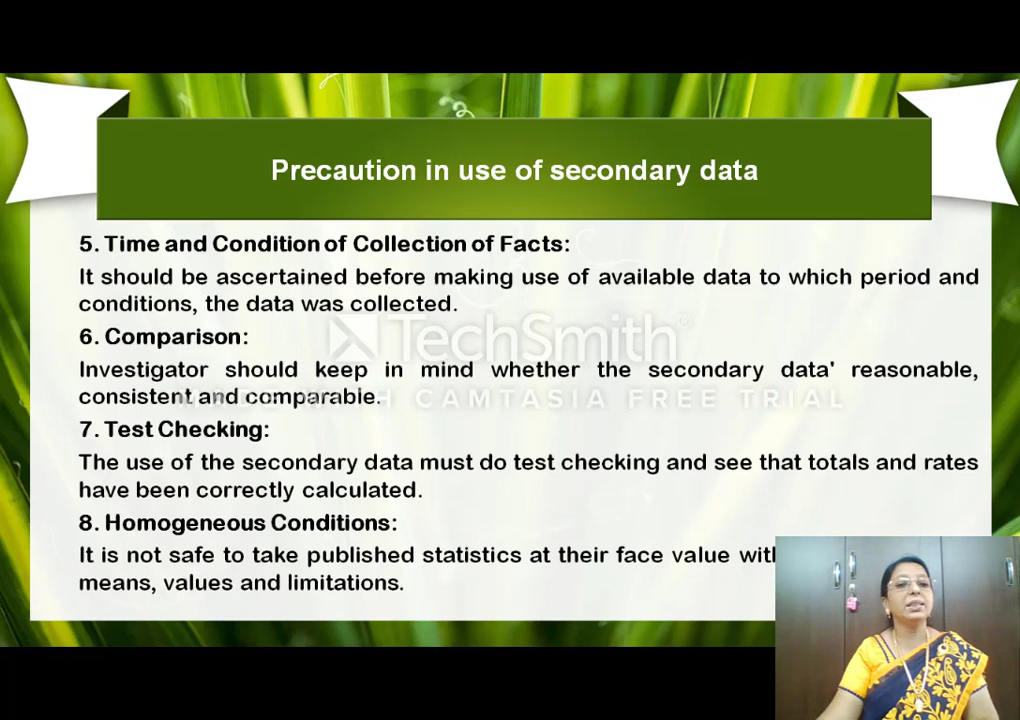 Precaution in use of secondary data
5. Time and Condition of Collection of Facts:
It should be ascertained before making use of available data to which period and
conditions, the data was collected.
6. Comparison:
TechSmith®
Investigator should keep in mind whether the secondary data' reasonable,
consistent and comparable.
MADE WITH CAMTASIA FREE TRIAL
7. Test Checking:
The use of the secondary data must do test checking and see that totals and rates
have been correctly calculated.
8. Homogeneous Conditions:
It is not safe to take published statistics at their face value
means, values and limitations.